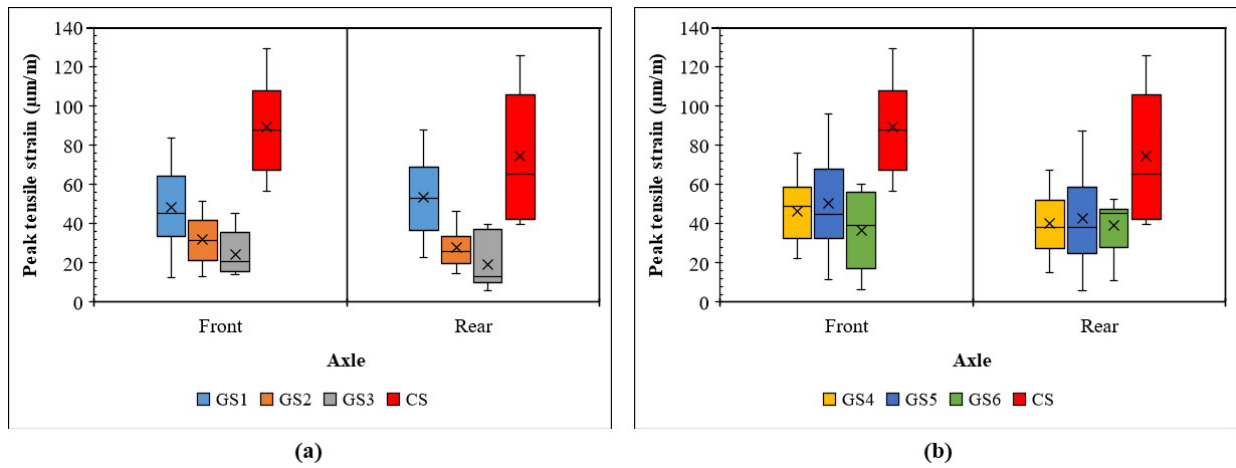 Peak tensile strain (μm/m)
140
120
100
80
60
40
20
0
Front
Rear
Axle
GS1 GS2 GS3 CS
(a)
Peak tensile strain (μm/m)
140
120
100
80
60
40
20
0
Front
Rear
Axle
GS4 GS5 GS6 CS
(b)